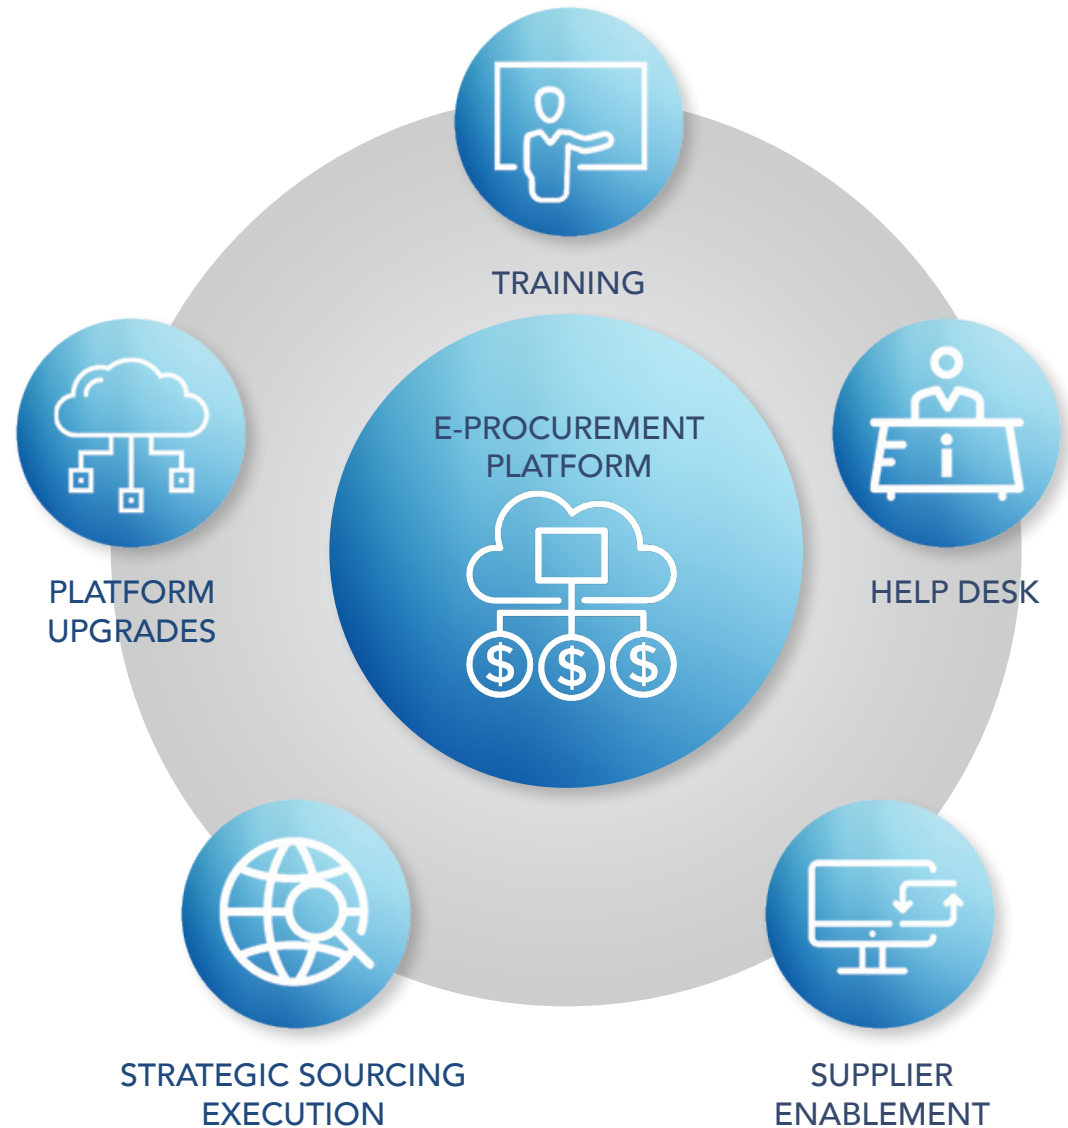 TRAINING
E-PROCUREMENT
PLATFORM
$ $ $
i
PLATFORM
UPGRADES
HELP DESK
STRATEGIC SOURCING
EXECUTION
SUPPLIER
ENABLEMENT